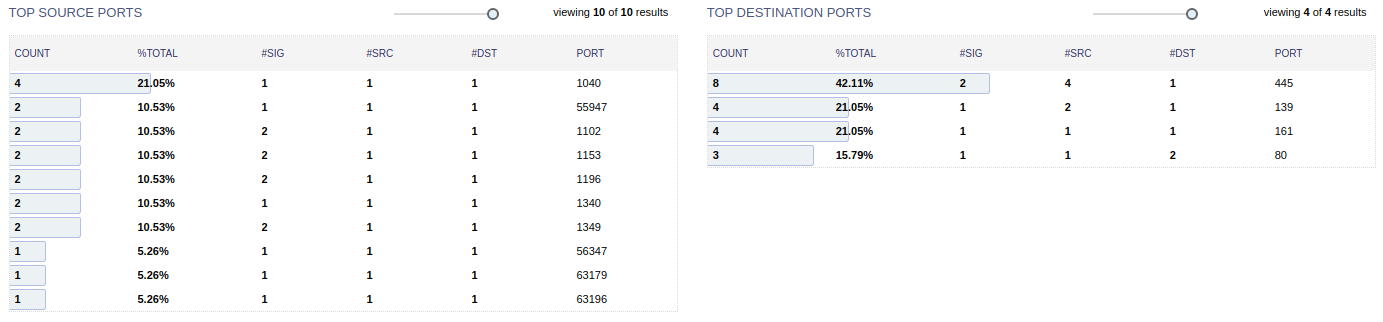 TOP SOURCE PORTS
viewing 10 of 10 results
COUNT %TOTAL #SIG #SRC #DST PORT
4 21.05% 1 1 1 1040
2 10.53% 1 1 1 55947
2 10.53% 2 1 1 1102
2 10.53% 2 1 1 1153
2 10.53% 2 1 1 1196
2 10.53% 1 1 1 1340
2 10.53% 2 1 1 1349
1 5.26% 1 1 1 56347
1 5.26% 1 1 1 63179
1 5.26% 1 1 1 63196
TOP DESTINATION PORTS
viewing 4 of 4 results
COUNT %TOTAL #SIG #SRC #DST PORT
8 42.11% 2 4 1 445
4 21.05% 1 2 1 139
4 21.05% 1 1 1 161
3 15.79% 1 1 2 80